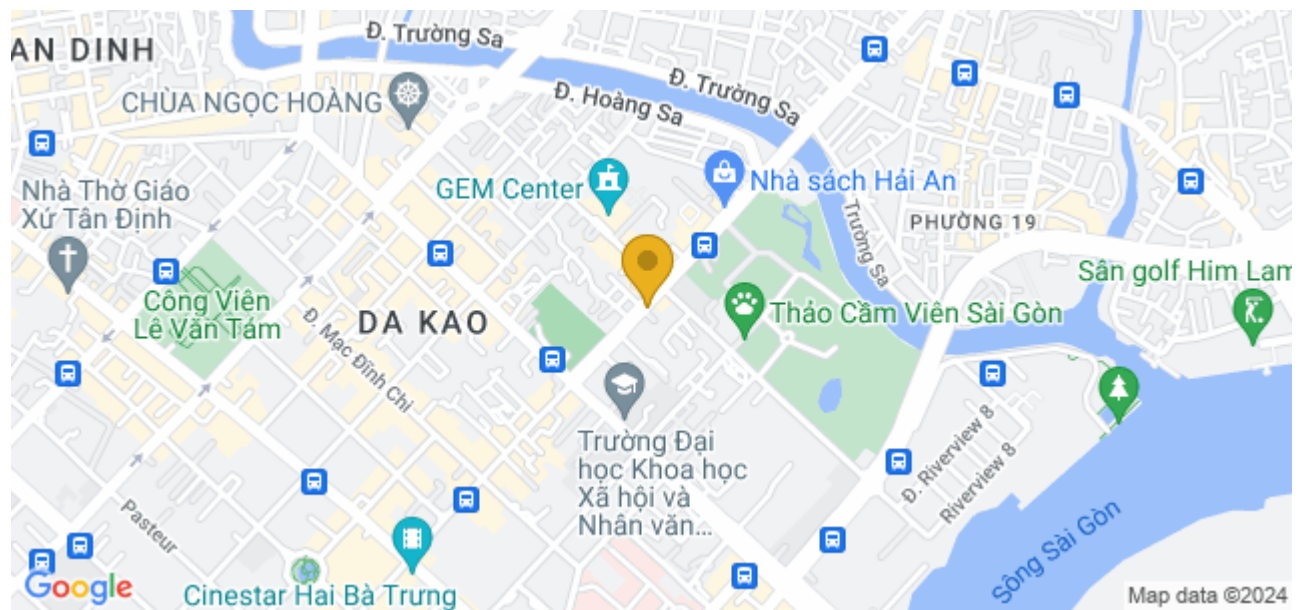 Đ. Trường Sa
AN DINH
Đ. Trường Sa
CHÙA NGỌC HOÀNG
Đ. Hoàng Sa
GEM Center
Nhà sách Hải An
Nhà Thờ Giáo
Xứ Tân Định
Trường Sa
PHƯỜNG 19
Sân golf Him Lam
Công Viên
Lê Văn Tám
DA KAO
Thảo Cầm Viên Sài Gòn
Đ. Mạc Đĩnh Chi
Trường Đại
học Khoa học
Xã hội và
Nhân văn...
Đ. Riverview 8
Riverview 8
Pasteur
Sông Sài Gòn
Google
Cinestar Hai Bà Trưng
Map data ©2024